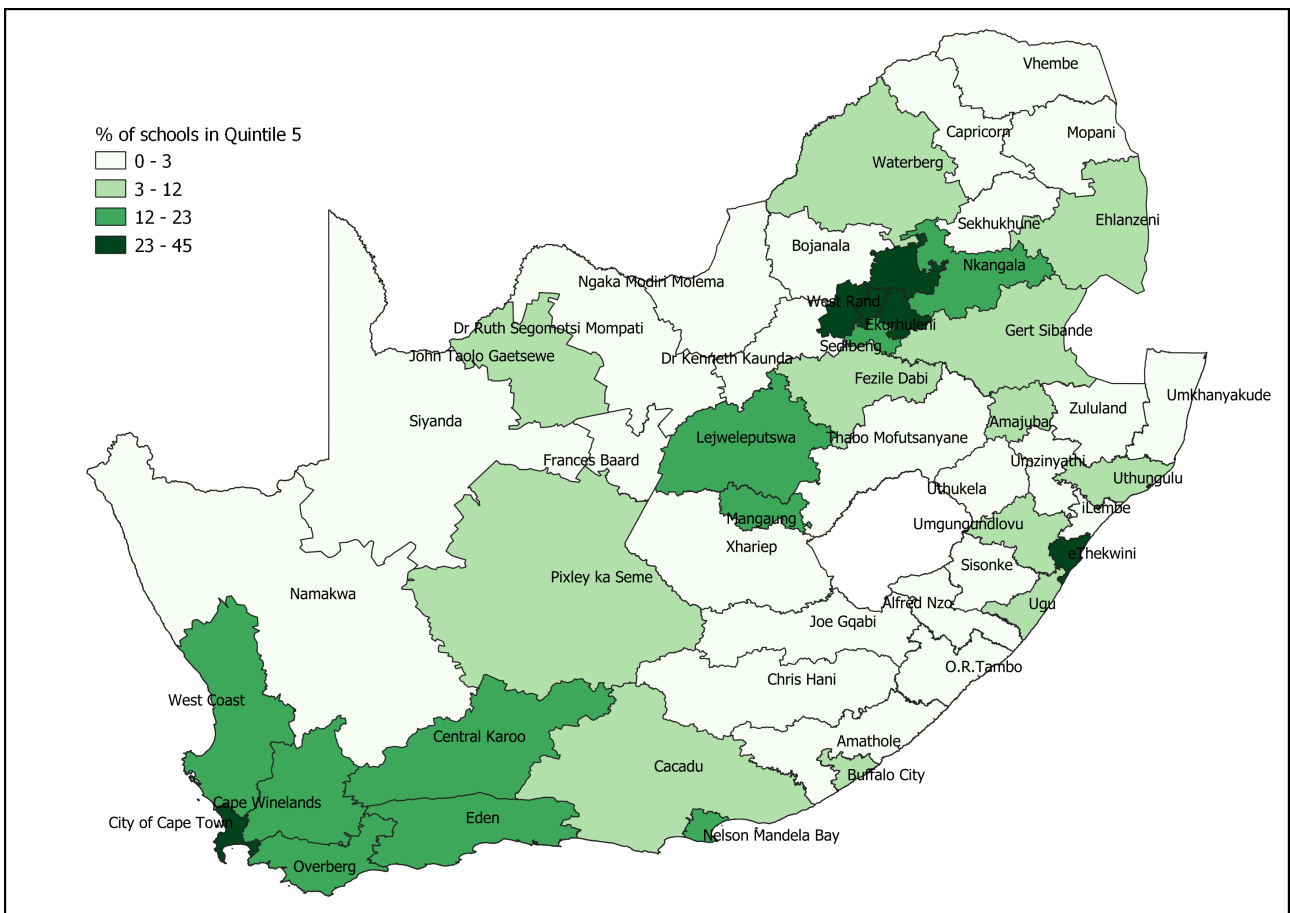 % of schools in Quintile 5
0 - 3
3 - 12
12 - 23
23 - 45
Vhembe
Capricorn
Mopani
Waterberg
Ehlanzeni
Sekhukhune
Bojanala
Nkangala
Ngaka Modiri Molema
West Rand
Ekurhuleni
Dr Ruth Segomotsi Mompati
Gert Sibande
Sedibeng
John Taolo Gaetsewe
Dr Kenneth Kaunda
Fezile Dabi
Umkhanyakude
Zululand
Siyanda
Amajuba
Lejweleputswa
Thabo Mofutsanyane
Frances Baard
Umzinyathi
Uthungulu
Uthukela
iLembe
Mangaung
Umgungundlovu
Xhariep
eThekwini
Sisonke
Pixley ka Seme
Namakwa
Alfred Nzo
Ugu
Joe Gqabi
O.R.Tambo
Chris Hani
West Coast
Central Karoo
Amathole
Cacadu
Buffalo City
Cape Winelands
City of Cape Town
Eden
Nelson Mandela Bay
Overberg